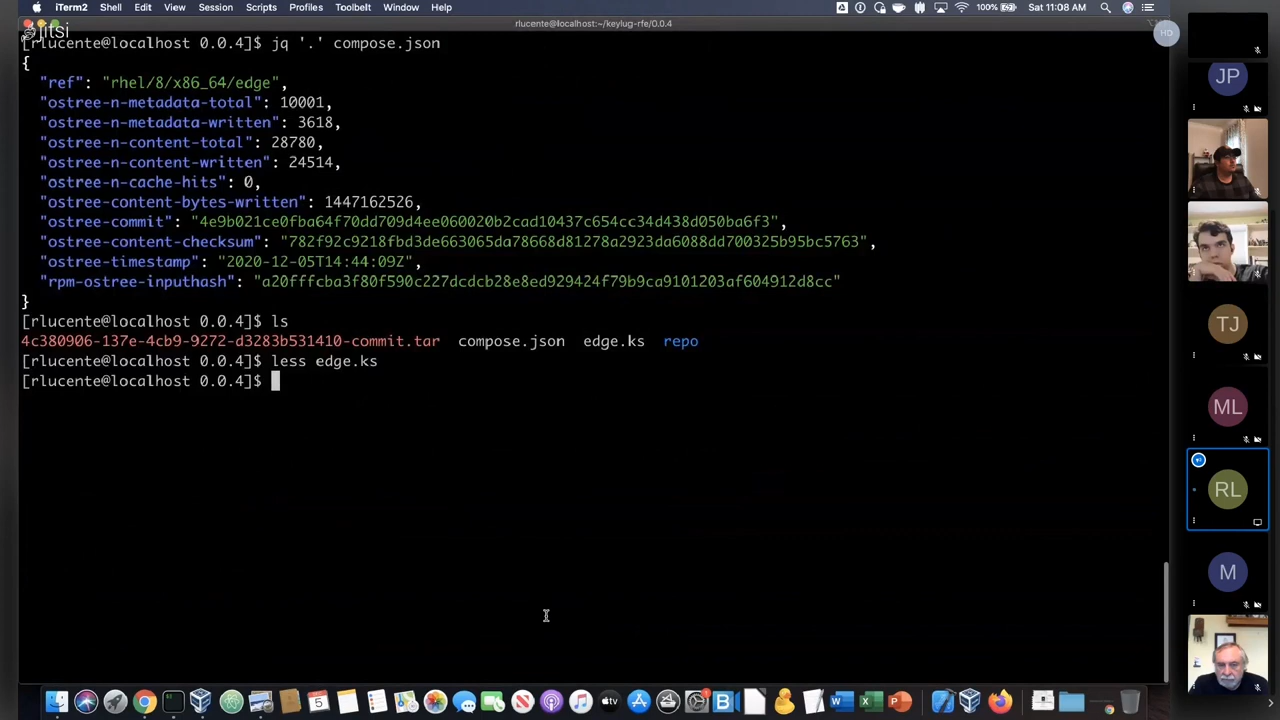 iTerm2 Shell Edit View Session Scripts Profiles Toolbelt Window Help 100% Sat 11:08 AM
rlucente@localhost:~/keylug-rfe/0.0.4
Jitsi
[rlucente@localhost 0.0.4]$ jq '.' compose.json
{
"ref": "rhel/8/x86_64/edge",
"ostree-n-metadata-total": 10001,
"ostree-n-metadata-written": 3618,
"ostree-n-content-total": 28780,
"ostree-n-content-written": 24514,
"ostree-n-cache-hits": 0,
"ostree-content-bytes-written": 1447162526,
"ostree-commit": "4e9b021ce0fba64f70dd709d4ee060020b2cad10437c654cc34d438d050ba6f3",
"ostree-content-checksum": "782f92c9218fbd3de663065da78668d81278a2923da6088dd700325b95bc5763",
"ostree-timestamp": "2020-12-05T14:44:09Z",
"rpm-ostree-inputhash": "a20fffcba3f80f590c227dcdcb28e8ed929424f79b9ca9101203af604912d8cc"
}
[rlucente@localhost 0.0.4]$ ls
4c380906-137e-4cb9-9272-d3283b531410-commit.tar compose.json edge.ks repo
[rlucente@localhost 0.0.4]$ less edge.ks
[rlucente@localhost 0.0.4]$
HD
JP
TJ
ML
RL
M